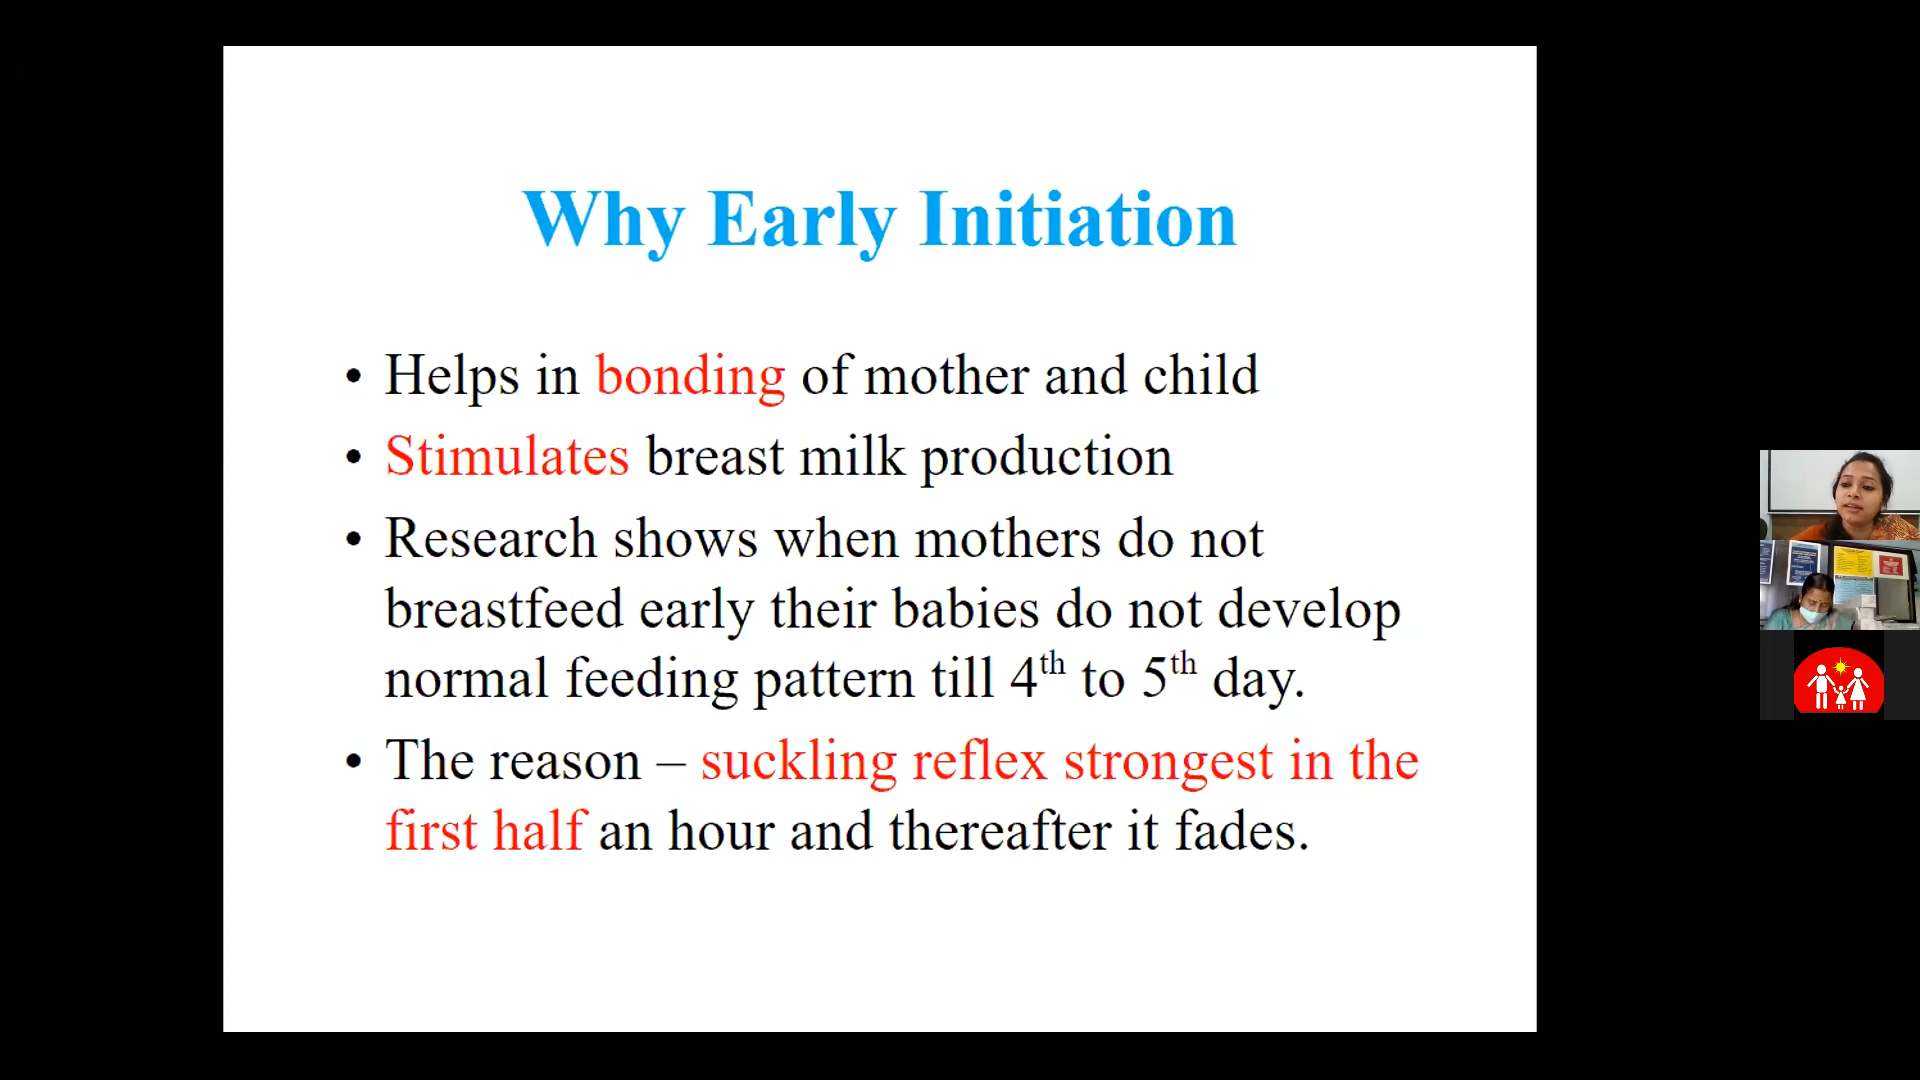 Why Early Initiation
• Helps in bonding of mother and child
• Stimulates breast milk production
• Research shows when mothers do not
breastfeed early their babies do not develop
normal feeding pattern till 4th to 5th day.
• The reason – suckling reflex strongest in the
first half an hour and thereafter it fades.